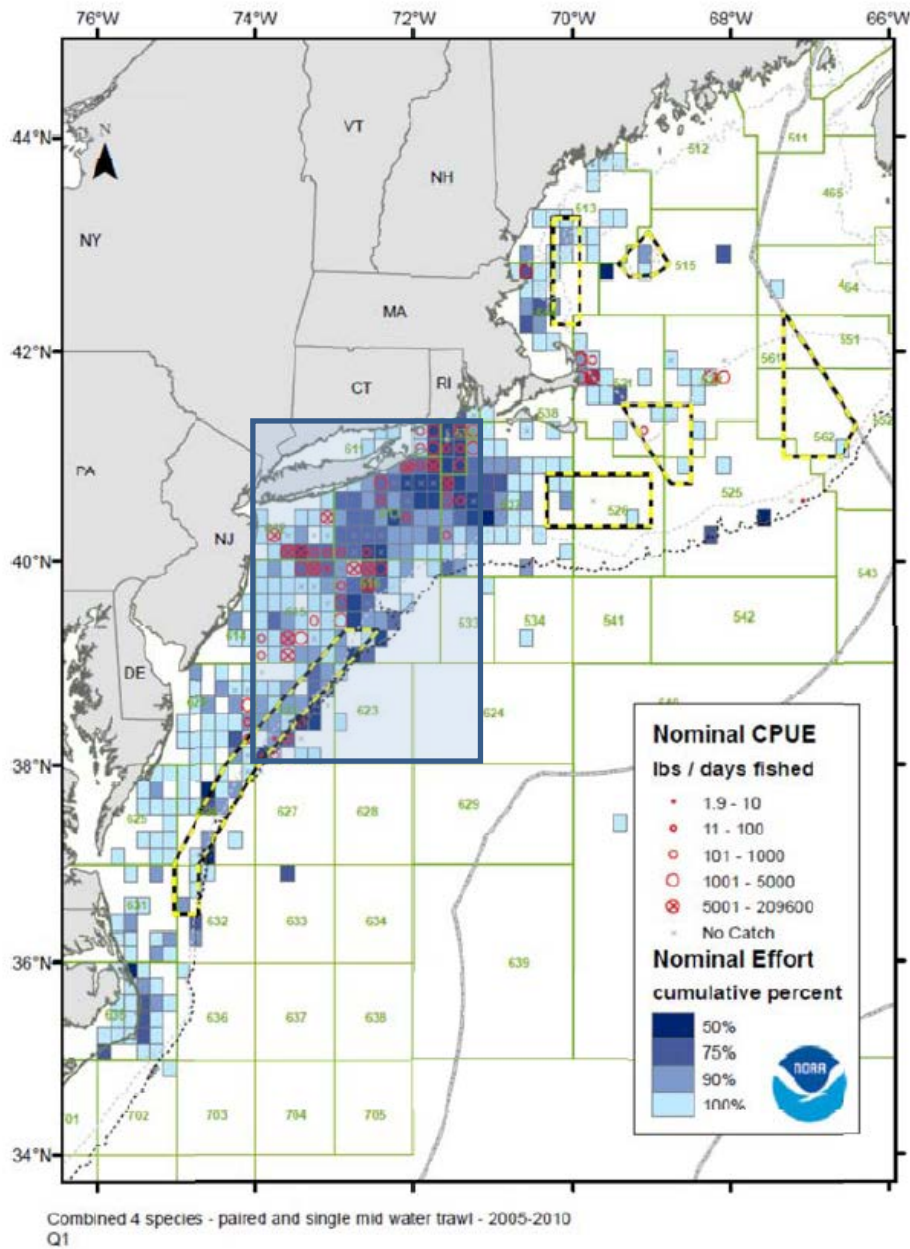 76°W 74°W 72°W 70°W 68°W 66°W
44°N
N
VT
NH
NY
MA
CT
RI
PA
NJ
DE
42°N
40°N
38°N
36°N
34°N
511
512
465
513
515
464
551
561
562
538
611
525
526
543
533
534
541
542
614
615
623
624
625
627
628
629
631
632
633
634
639
636
637
638
702
703
704
705
Nominal CPUE
lbs / days fished
1.9 - 10
11 - 100
101 - 1000
1001 - 5000
5001 - 209600
No Catch
Nominal Effort
cumulative percent
50%
75%
90%
100%
NOAA
Combined 4 species - paired and single mid water trawl - 2005-2010
Q1